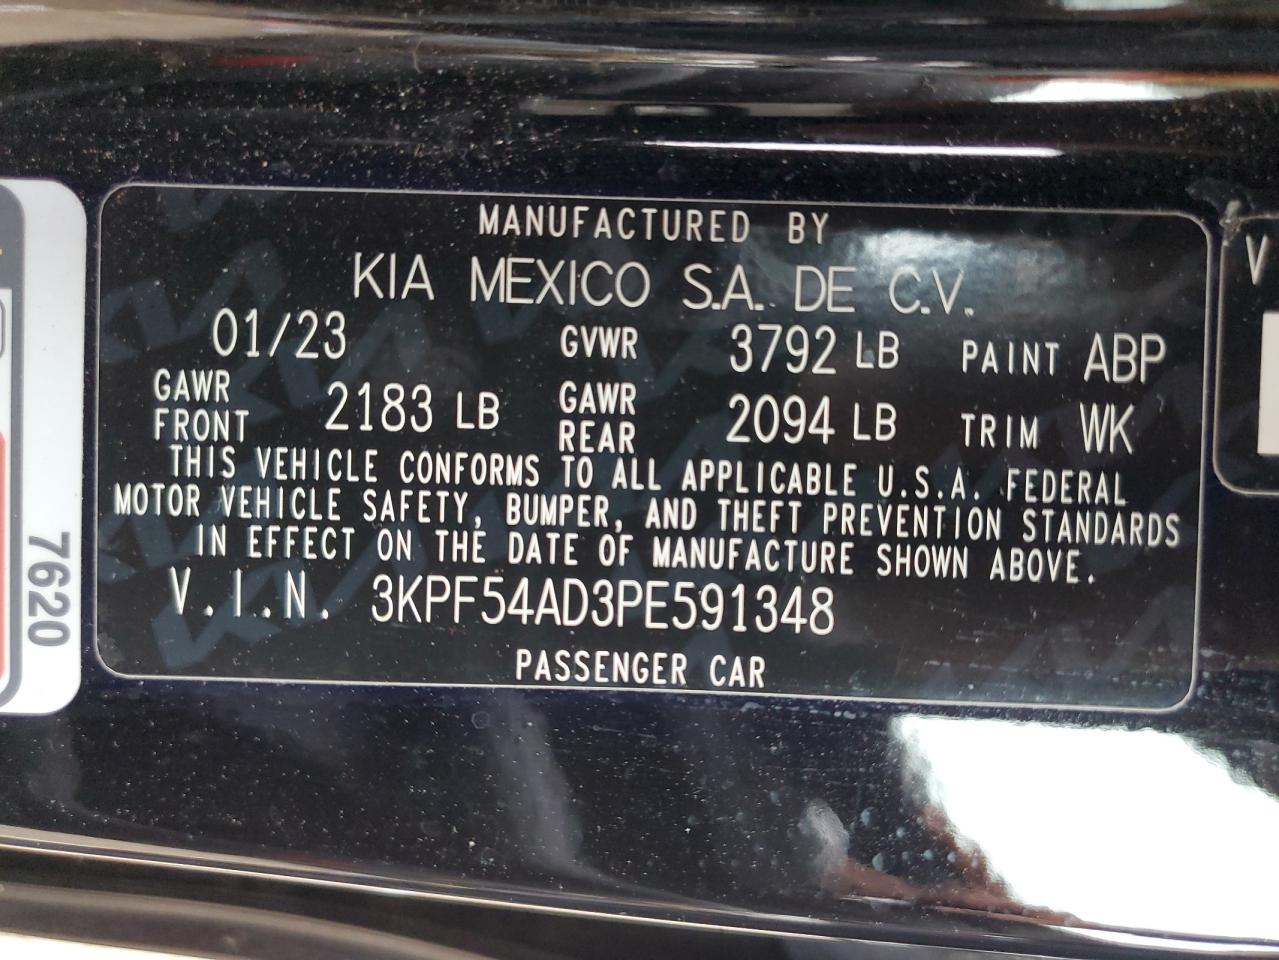 MANUFACTURED BY
KIA MEXICO S.A. DE C.V.
01/23 GVWR 3792 LB PAINT ABP
GAWR FRONT 2183 LB GAWR REAR 2094 LB TRIM WK
THIS VEHICLE CONFORMS TO ALL APPLICABLE U.S.A. FEDERAL
MOTOR VEHICLE SAFETY, BUMPER, AND THEFT PREVENTION STANDARDS
IN EFFECT ON THE DATE OF MANUFACTURE SHOWN ABOVE.
V.I.N. 3KPF54AD3PE591348
PASSENGER CAR
7620
V